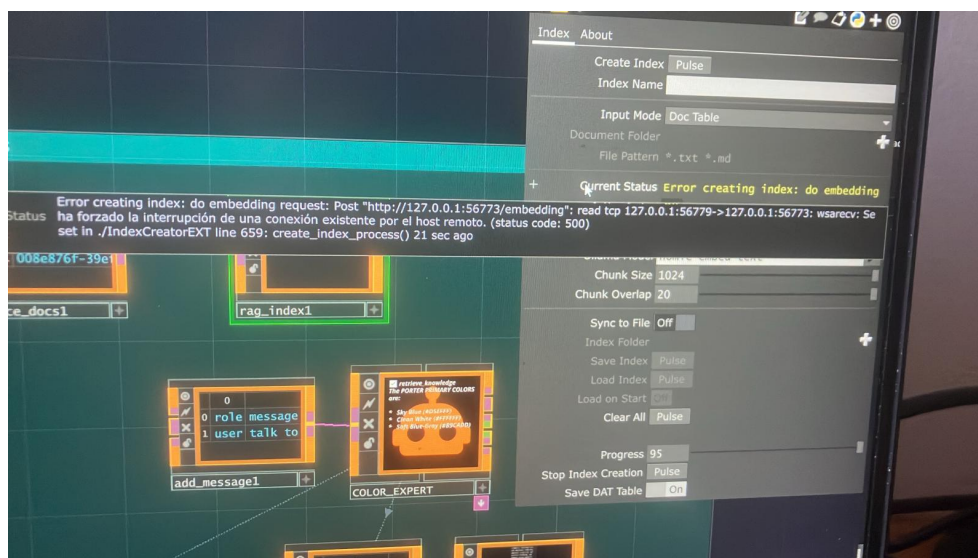 Index About
Create Index Pulse
Index Name
Input Mode Doc Table
Document Folder
File Pattern *.txt *.md
Current Status Error creating index: do embedding
Status
Error creating index: do embedding request: Post "http://127.0.0.1:56773/embedding": read tcp 127.0.0.1:56779->127.0.0.1:56773: wsarecv: Se
ha forzado la interrupción de una conexión existente por el host remoto. (status code: 500)
set in ./IndexCreatorEXT line 659: create_index_process() 21 sec ago
008e876f-39ef
Chunk Size 1024
Chunk Overlap 20
ce_docs1
rag_index1
Sync to File Off
Index Folder
Save Index Pulse
Load Index Pulse
Load on Start Off
Clear All Pulse
0
0 role message
1 user talk to
retrieve_knowledge
The PORTER PRIMARY COLORS
are:
Progress 95
Stop Index Creation Pulse
Save DAT Table On
add_message1
COLOR_EXPERT